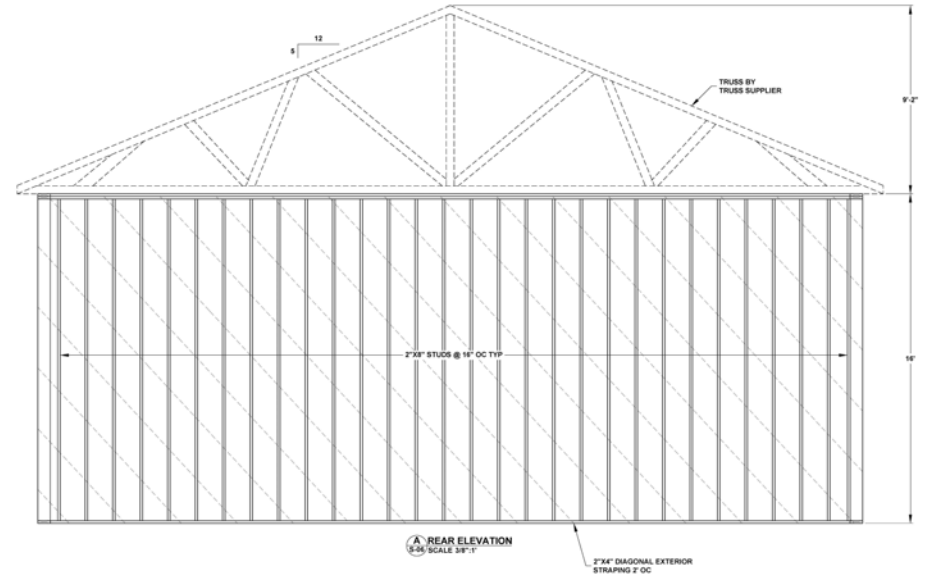 12
5
TRUSS BY
TRUSS SUPPLIER
9'-2"
2"X8" STUDS @ 16" OC TYP
16'
A
S-06
REAR ELEVATION
SCALE 3/8":1'
2"X4" DIAGONAL EXTERIOR
STRAPING 2' OC